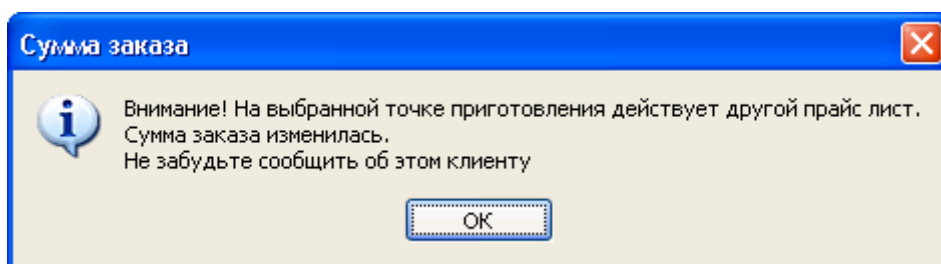 Сумма заказа
Внимание! На выбранной точке приготовления действует другой прайс лист.
Сумма заказа изменилась.
Не забудьте сообщить об этом клиенту
ОК